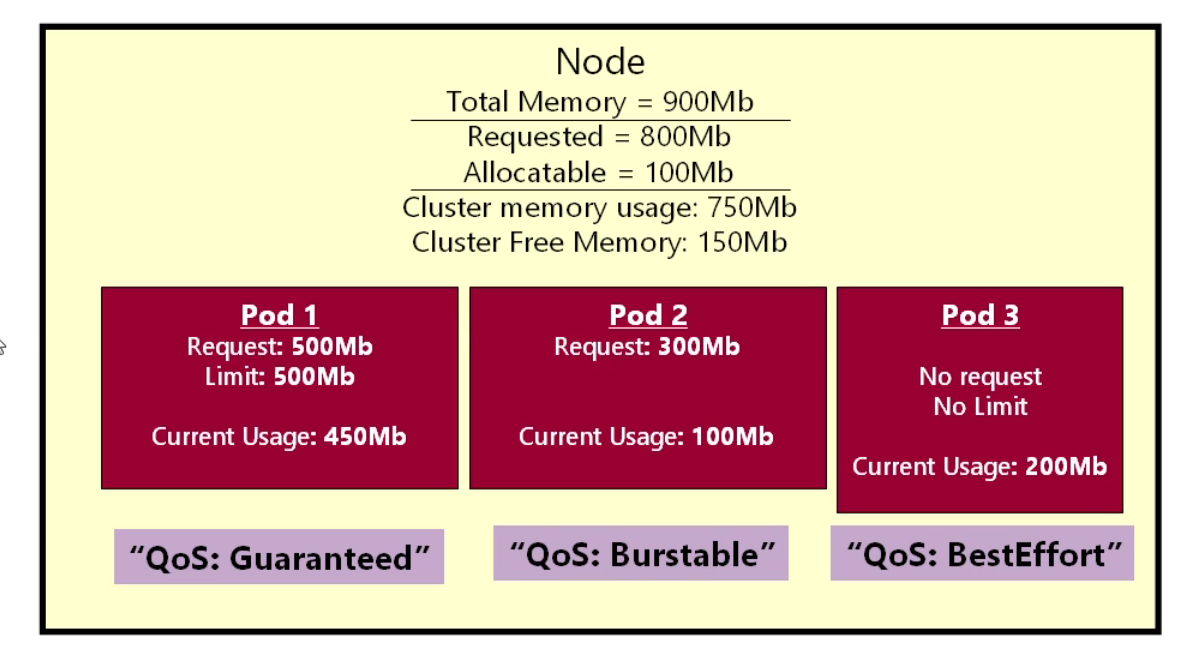 Node
Total Memory = 900Mb
Requested = 800Mb
Allocatable = 100Mb
Cluster memory usage: 750Mb
Cluster Free Memory: 150Mb
Pod 1
Request: 500Mb
Limit: 500Mb
Current Usage: 450Mb
"QoS: Guaranteed"
Pod 2
Request: 300Mb
Current Usage: 100Mb
"QoS: Burstable"
Pod 3
No request
No Limit
Current Usage: 200Mb
"QoS: BestEffort"